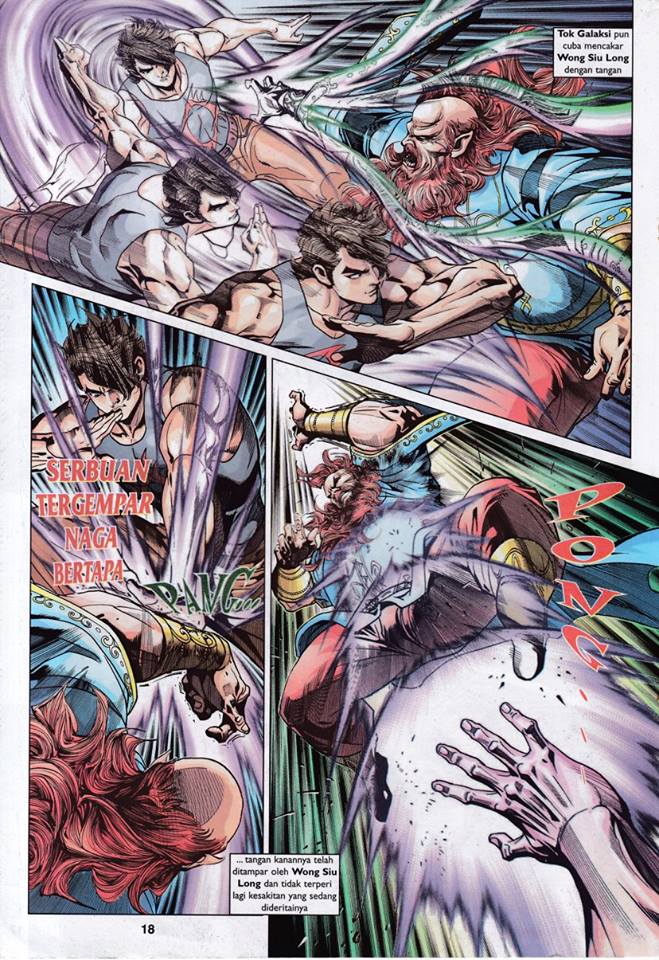 Tok Galaksi pun
cuba mencakar
Wong Siu Long
dengan tangan
SERBUAN
TERGEMPAR
NAGA
BERTAPA
PANG...
PONG...
... tangan kanannya telah
ditampar oleh Wong Siu
Long dan tidak terperi
lagi kesakitan yang sedang
dideritainya
18